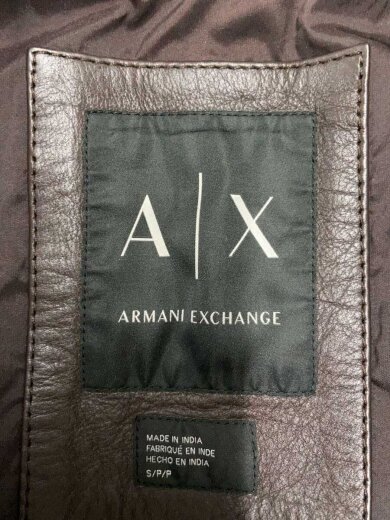 A|X
ARMANI EXCHANGE
MADE IN INDIA
FABRIQUÉ EN INDE
HECHO EN INDIA
S/P/P